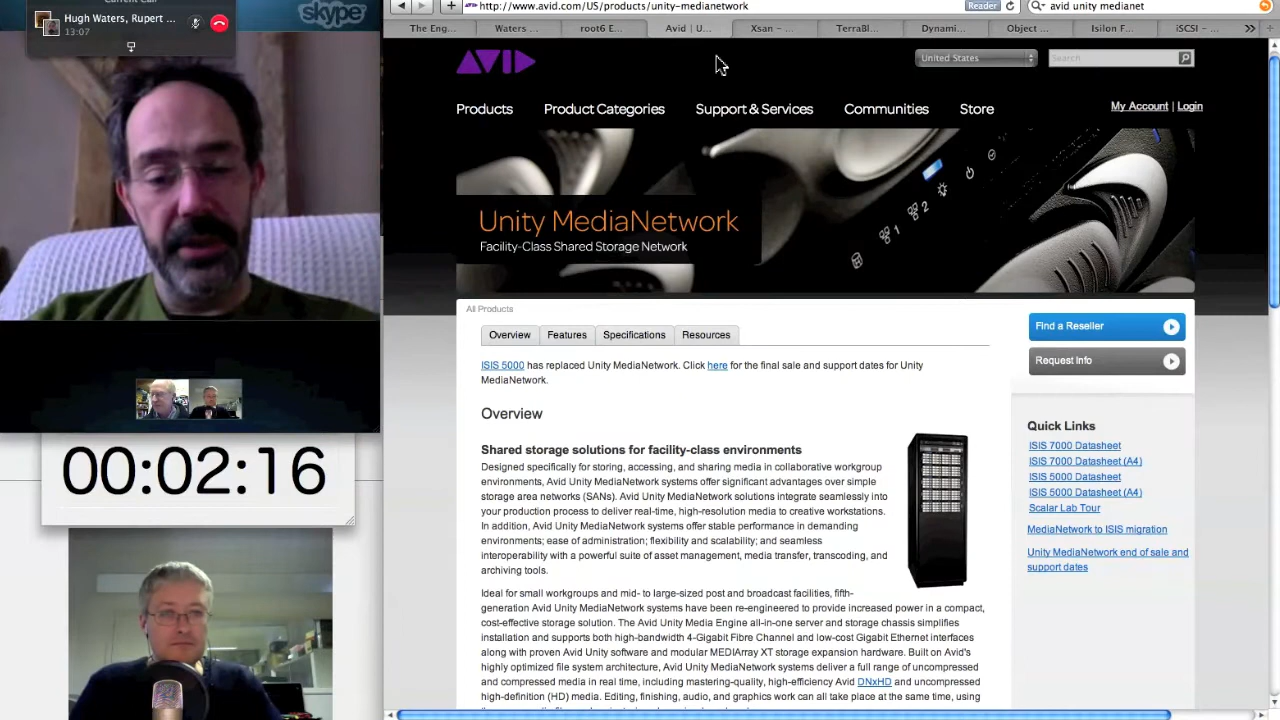 Current Call
Hugh Waters, Rupert ...
13:07
skype
http://www.avid.com/US/products/unity-medianetwork
Reader
avid unity medianet
The Eng...
Waters ...
root6 E...
Avid | U...
Xsan – ...
TerraBl...
Dynami...
Object ...
Isilon F...
iSCSI – ...
AVID
United States
Search
Products
Product Categories
Support & Services
Communities
Store
My Account | Login
Unity MediaNetwork
Facility-Class Shared Storage Network
1
2
All Products
Overview
Features
Specifications
Resources
ISIS 5000 has replaced Unity MediaNetwork. Click here for the final sale and support dates for Unity
MediaNetwork.
Overview
Shared storage solutions for facility-class environments
Designed specifically for storing, accessing, and sharing media in collaborative workgroup
environments, Avid Unity MediaNetwork systems offer significant advantages over simple
storage area networks (SANs). Avid Unity MediaNetwork solutions integrate seamlessly into
your production process to deliver real-time, high-resolution media to creative workstations.
In addition, Avid Unity MediaNetwork systems offer stable performance in demanding
environments; ease of administration; flexibility and scalability; and seamless
interoperability with a powerful suite of asset management, media transfer, transcoding, and
archiving tools.
Ideal for small workgroups and mid- to large-sized post and broadcast facilities, fifth-
generation Avid Unity MediaNetwork systems have been re-engineered to provide increased power in a compact,
cost-effective storage solution. The Avid Unity Media Engine all-in-one server and storage chassis simplifies
installation and supports both high-bandwidth 4-Gigabit Fibre Channel and low-cost Gigabit Ethernet interfaces
along with proven Avid Unity software and modular MEDIArray XT storage expansion hardware. Built on Avid's
highly optimized file system architecture, Avid Unity MediaNetwork systems deliver a full range of uncompressed
and compressed media in real time, including mastering-quality, high-efficiency Avid DNxHD and uncompressed
high-definition (HD) media. Editing, finishing, audio, and graphics work can all take place at the same time, using
Find a Reseller
Request Info
Quick Links
ISIS 7000 Datasheet
ISIS 7000 Datasheet (A4)
ISIS 5000 Datasheet
ISIS 5000 Datasheet (A4)
Scalar Lab Tour
MediaNetwork to ISIS migration
Unity MediaNetwork end of sale and
support dates
00:02:16